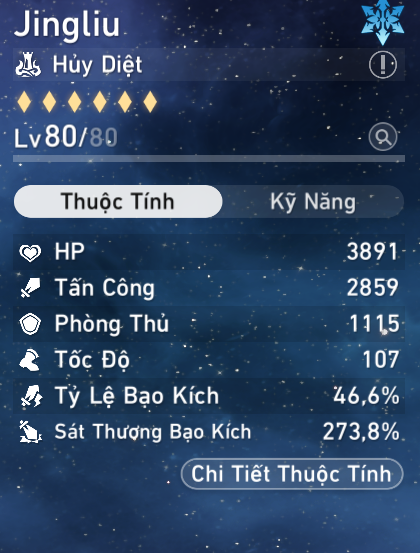 Jingliu
Hủy Diệt
Lv80/80
Thuộc Tính Kỹ Năng
HP 3891
Tấn Công 2859
Phòng Thủ 1115
Tốc Độ 107
Tỷ Lệ Bạo Kích 46,6%
Sát Thương Bạo Kích 273,8%
Chi Tiết Thuộc Tính